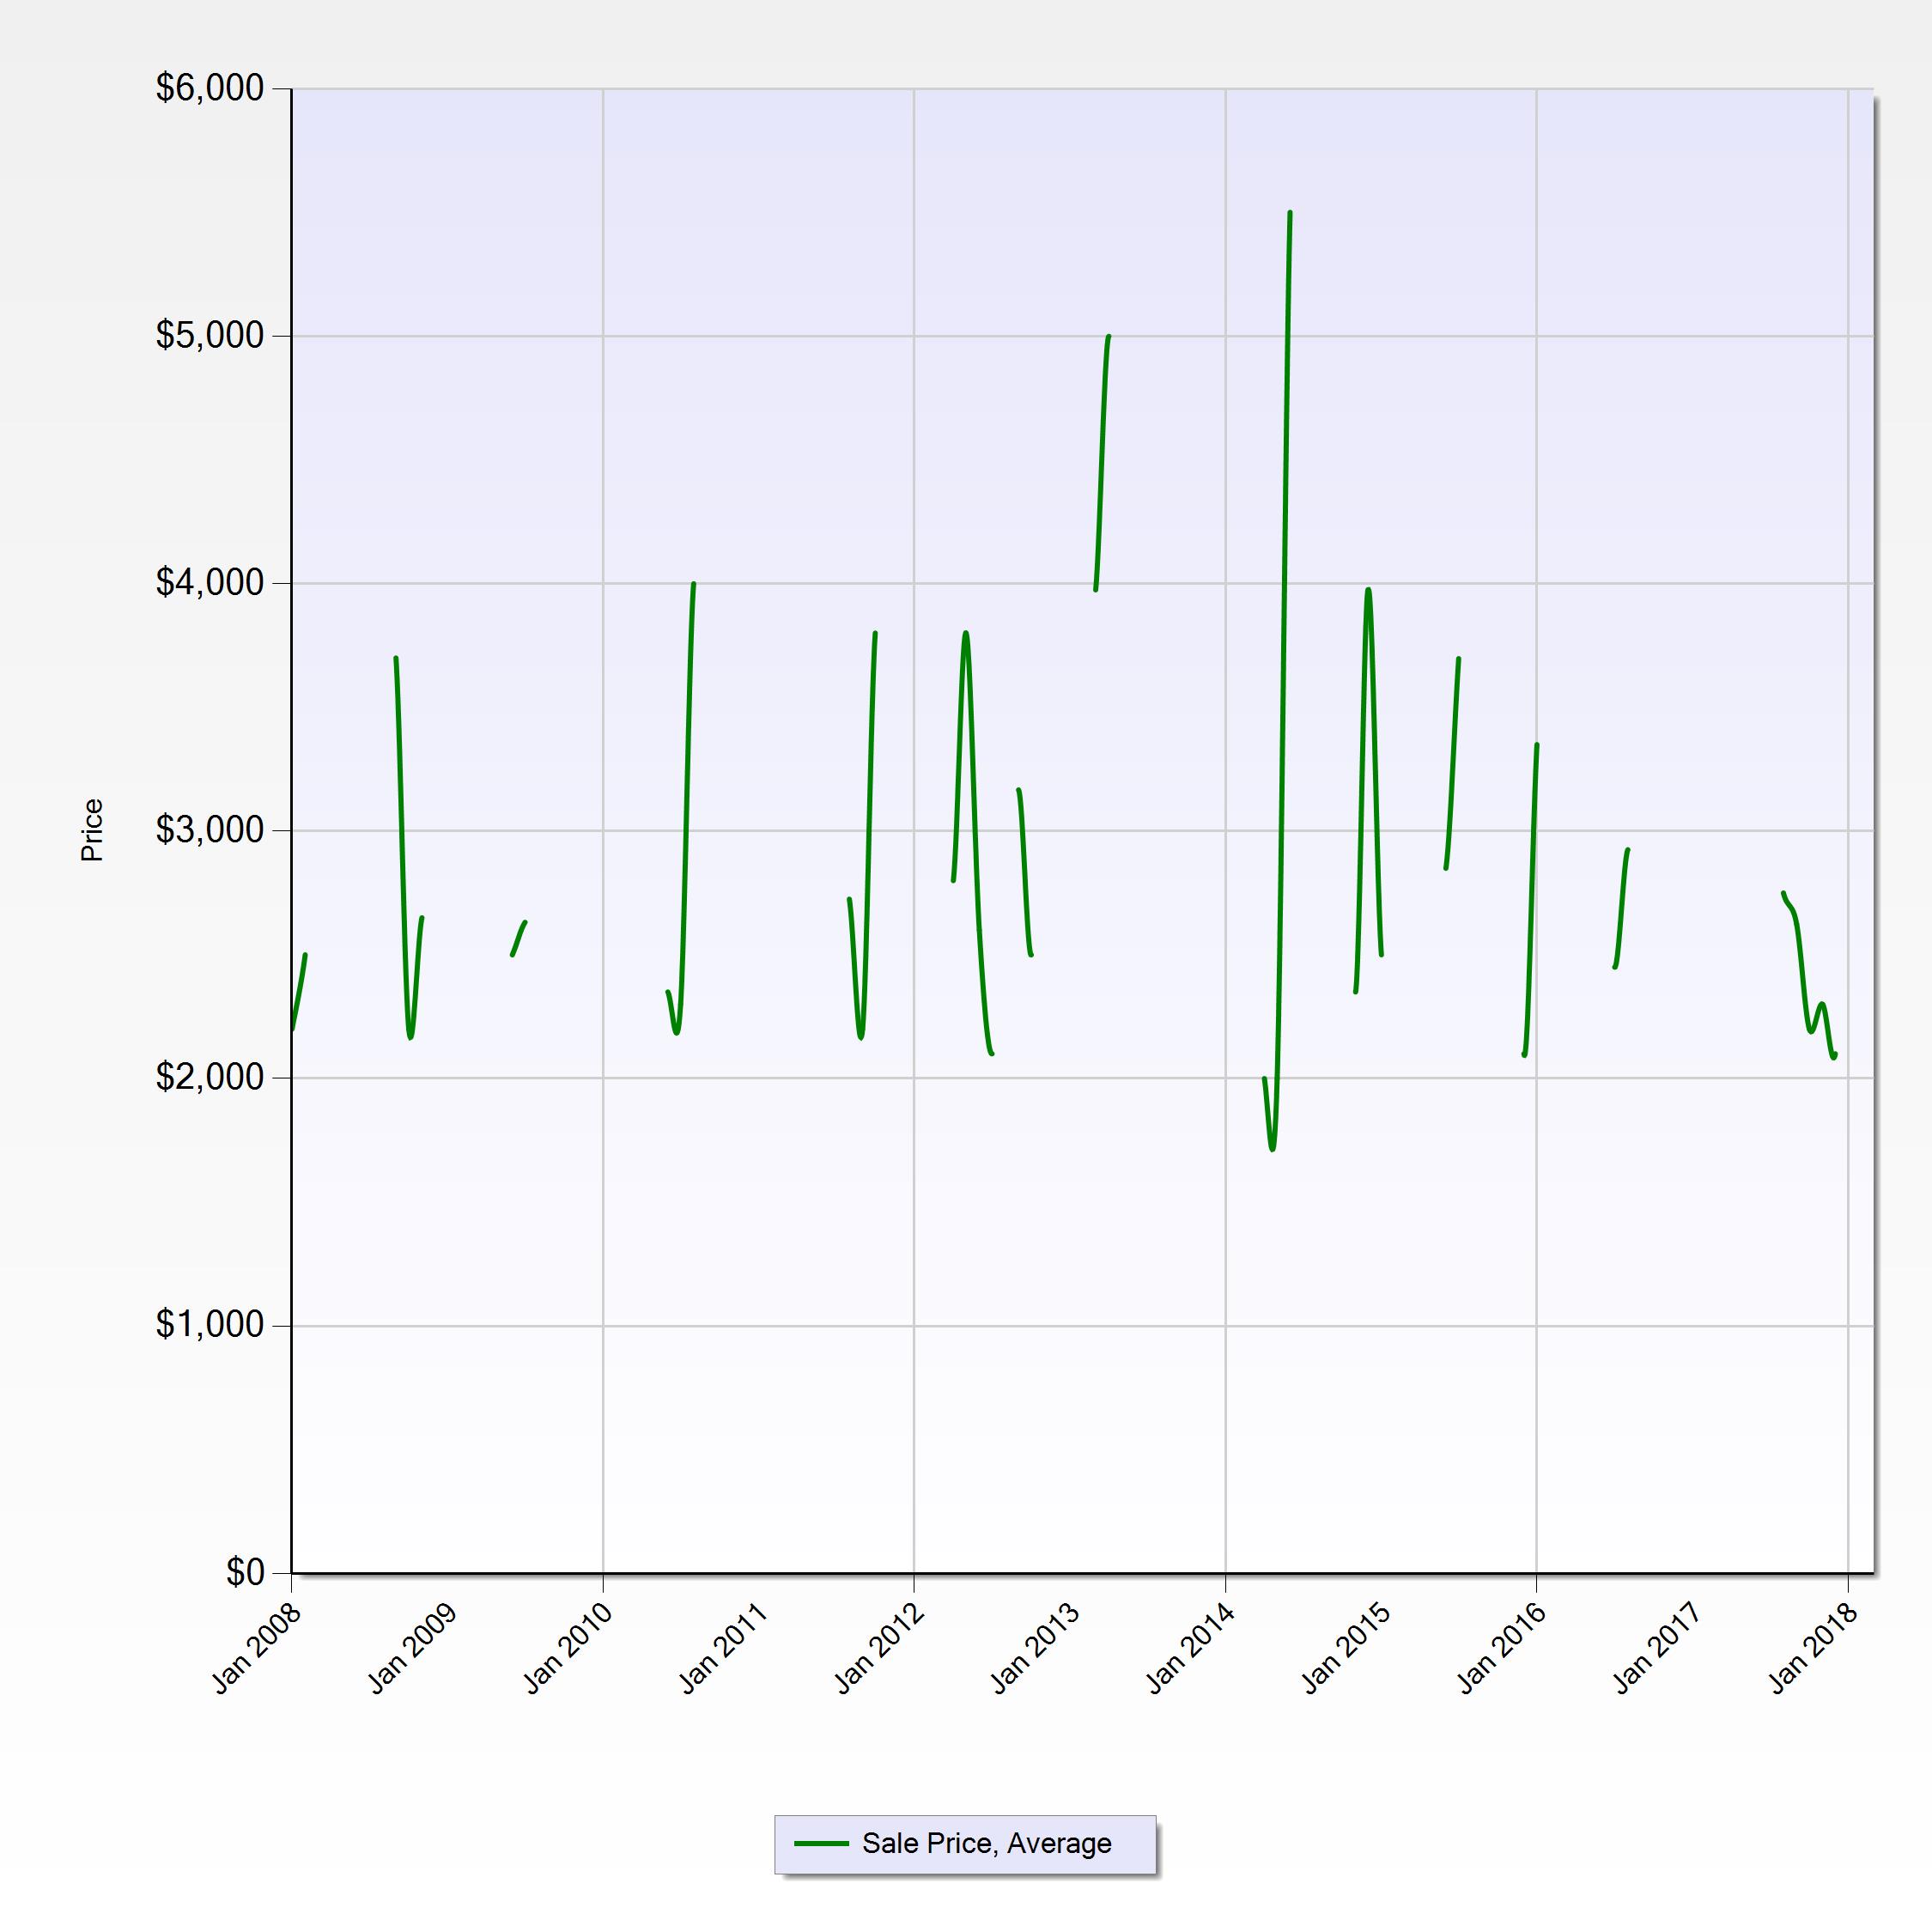 $6,000
$5,000
$4,000
$3,000
$2,000
$1,000
$0
Price
Jan 2008
Jan 2009
Jan 2010
Jan 2011
Jan 2012
Jan 2013
Jan 2014
Jan 2015
Jan 2016
Jan 2017
Jan 2018
Sale Price, Average